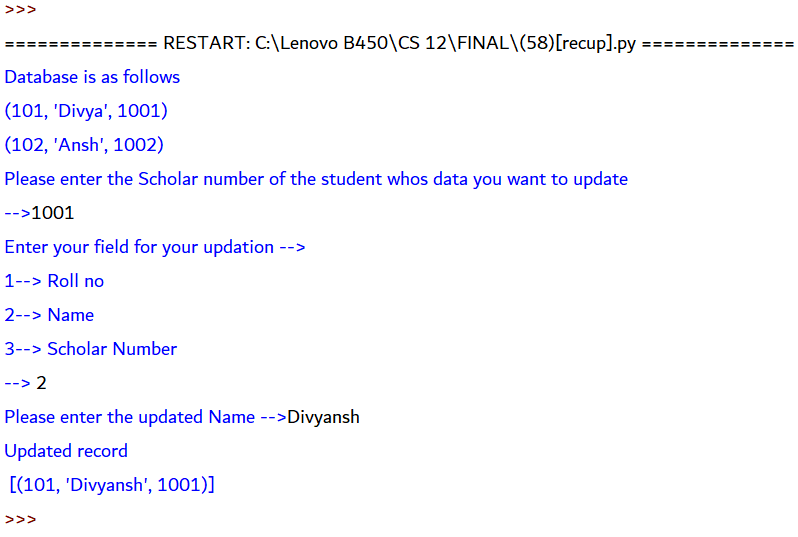 >>>
============== RESTART: C:\Lenovo B450\CS 12\FINAL\(58)[recup].py ==============
Database is as follows
(101, 'Divya', 1001)
(102, 'Ansh', 1002)
Please enter the Scholar number of the student whos data you want to update
-->1001
Enter your field for your updation -->
1--> Roll no
2--> Name
3--> Scholar Number
--> 2
Please enter the updated Name -->Divyansh
Updated record
[(101, 'Divyansh', 1001)]
>>>